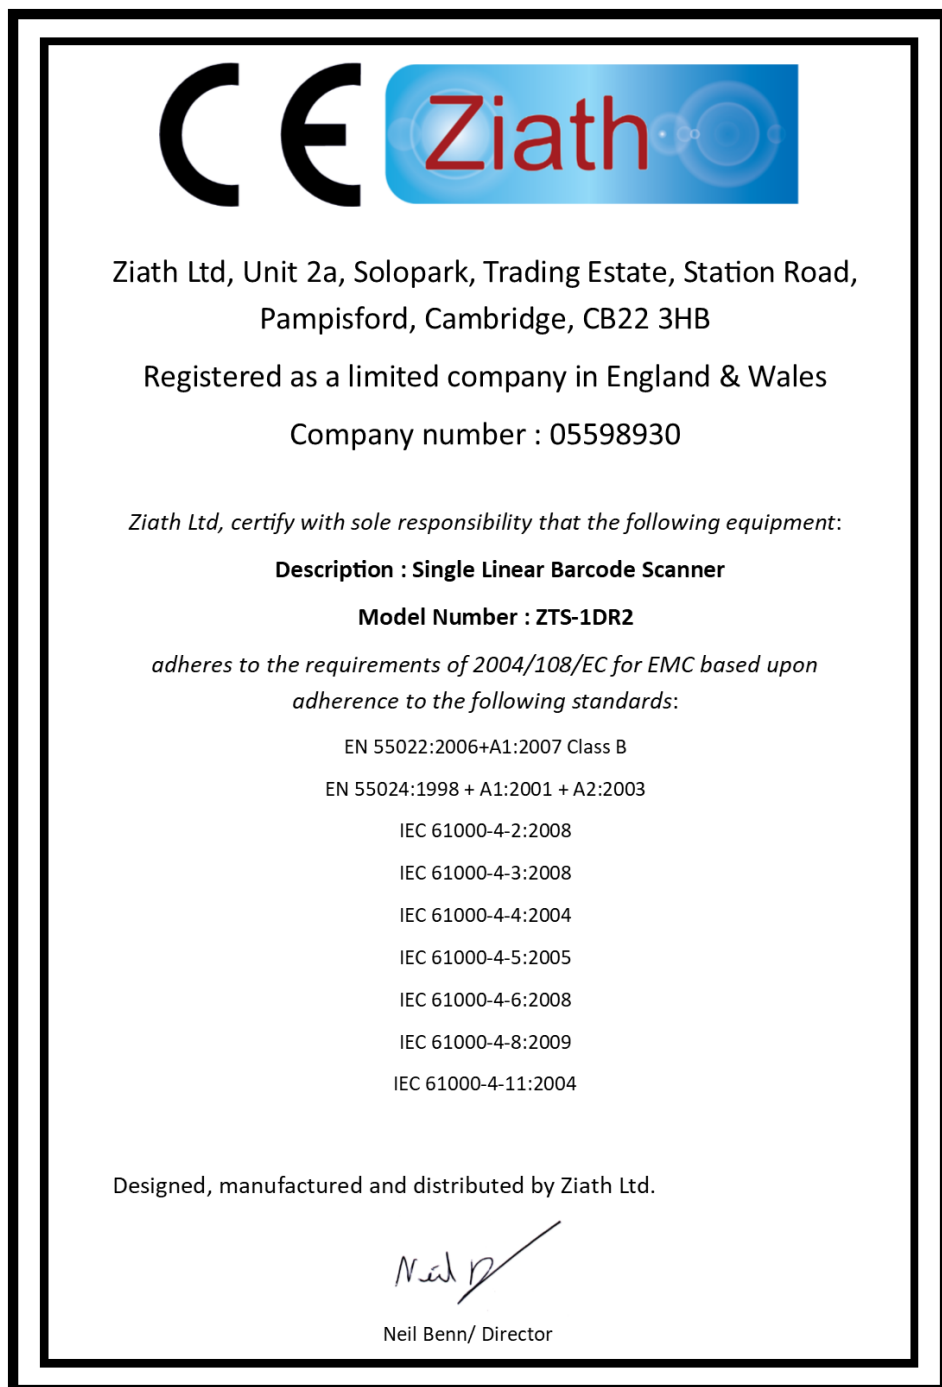 CE Ziath
Ziath Ltd, Unit 2a, Solopark, Trading Estate, Station Road,
Pampisford, Cambridge, CB22 3HB
Registered as a limited company in England & Wales
Company number : 05598930
Ziath Ltd, certify with sole responsibility that the following equipment:
Description : Single Linear Barcode Scanner
Model Number : ZTS-1DR2
adheres to the requirements of 2004/108/EC for EMC based upon
adherence to the following standards:
EN 55022:2006+A1:2007 Class B
EN 55024:1998 + A1:2001 + A2:2003
IEC 61000-4-2:2008
IEC 61000-4-3:2008
IEC 61000-4-4:2004
IEC 61000-4-5:2005
IEC 61000-4-6:2008
IEC 61000-4-8:2009
IEC 61000-4-11:2004
Designed, manufactured and distributed by Ziath Ltd.
Neil B
Neil Benn/ Director